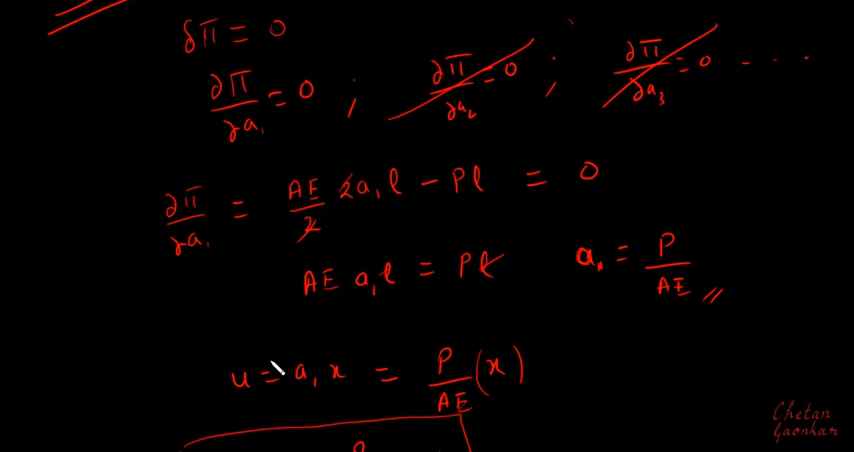 δπ = 0
∂π/∂a₁ = 0 ; ∂π/∂a₂ = 0 ; ∂π/∂a₃ = 0 - - - -
∂π/∂a₁ = AE/2 2a₁l - Pl = 0
AE a₁l = Pl a₁ = P/AE //
u = a₁x = P/AE (x)
Chetan
Gaonkar